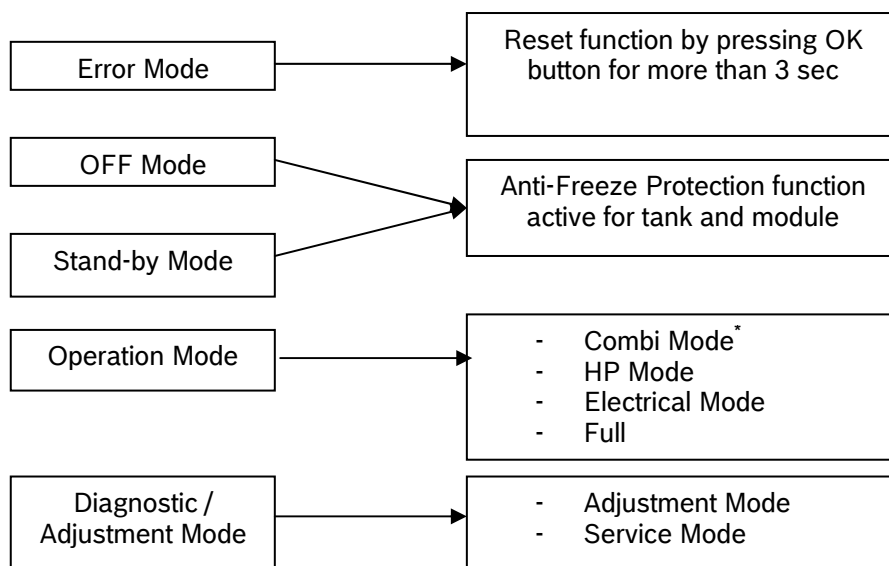 Error Mode
Reset function by pressing OK
button for more than 3 sec
OFF Mode
Anti-Freeze Protection function
active for tank and module
Stand-by Mode
Operation Mode
- Combi Mode*
- HP Mode
- Electrical Mode
- Full
Diagnostic /
Adjustment Mode
- Adjustment Mode
- Service Mode